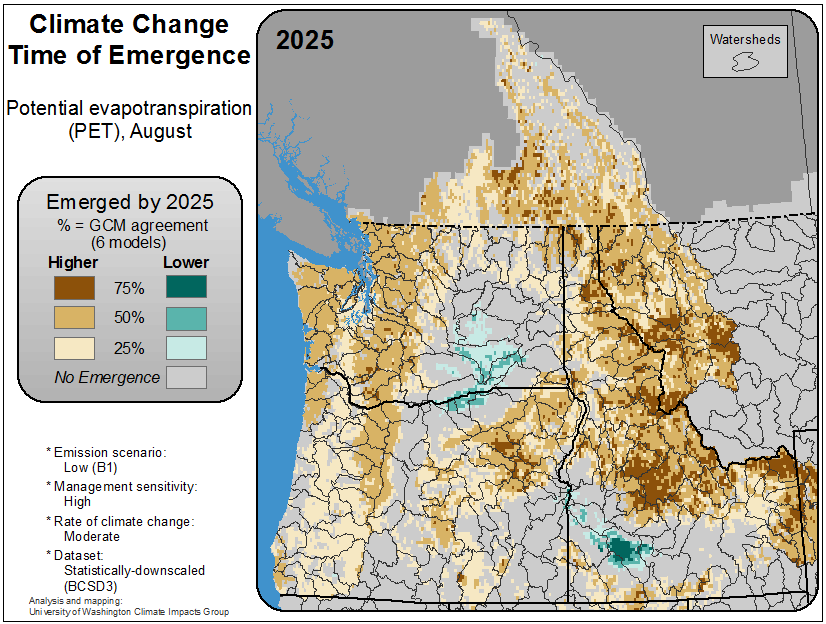 Climate Change
Time of Emergence
Potential evapotranspiration
(PET), August
Emerged by 2025
% = GCM agreement
(6 models)
Higher
Lower
75%
50%
25%
No Emergence
* Emission scenario:
Low (B1)
* Management sensitivity:
High
* Rate of climate change:
Moderate
* Dataset:
Statistically-downscaled
(BCSD3)
Analysis and mapping:
University of Washington Climate Impacts Group
2025
Watersheds